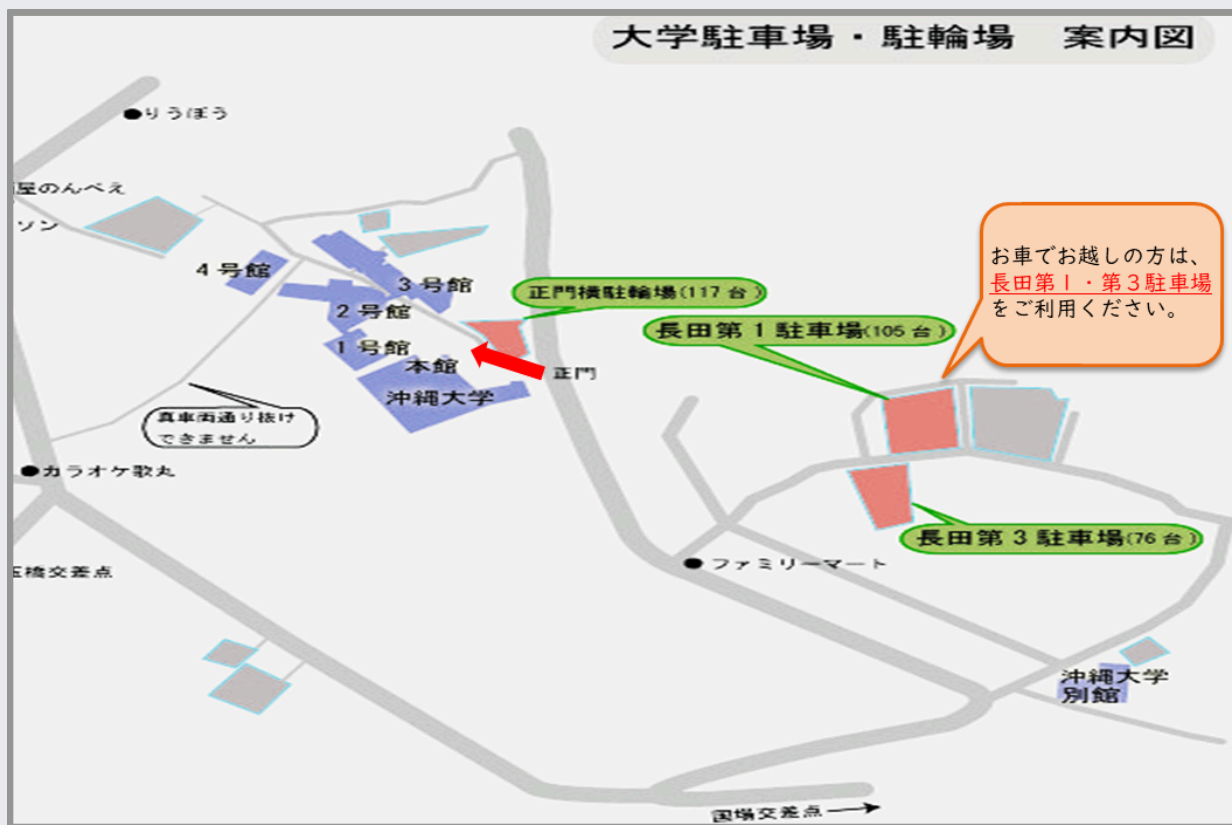 大学駐車場・駐輪場 案内図
●りうぼう
屋のんべえ
ソン
4号館
3号館
2号館
1号館
本館
沖縄大学
正門横駐輪場(117台)
正門
長田第1駐車場(105台)
お車でお越しの方は、
長田第1・第3駐車場
をご利用ください。
車両通り抜け
できません
●カラオケ歌丸
長田第3駐車場(76台)
●ファミリーマート
橋交差点
沖縄大学
別館
国場交差点→